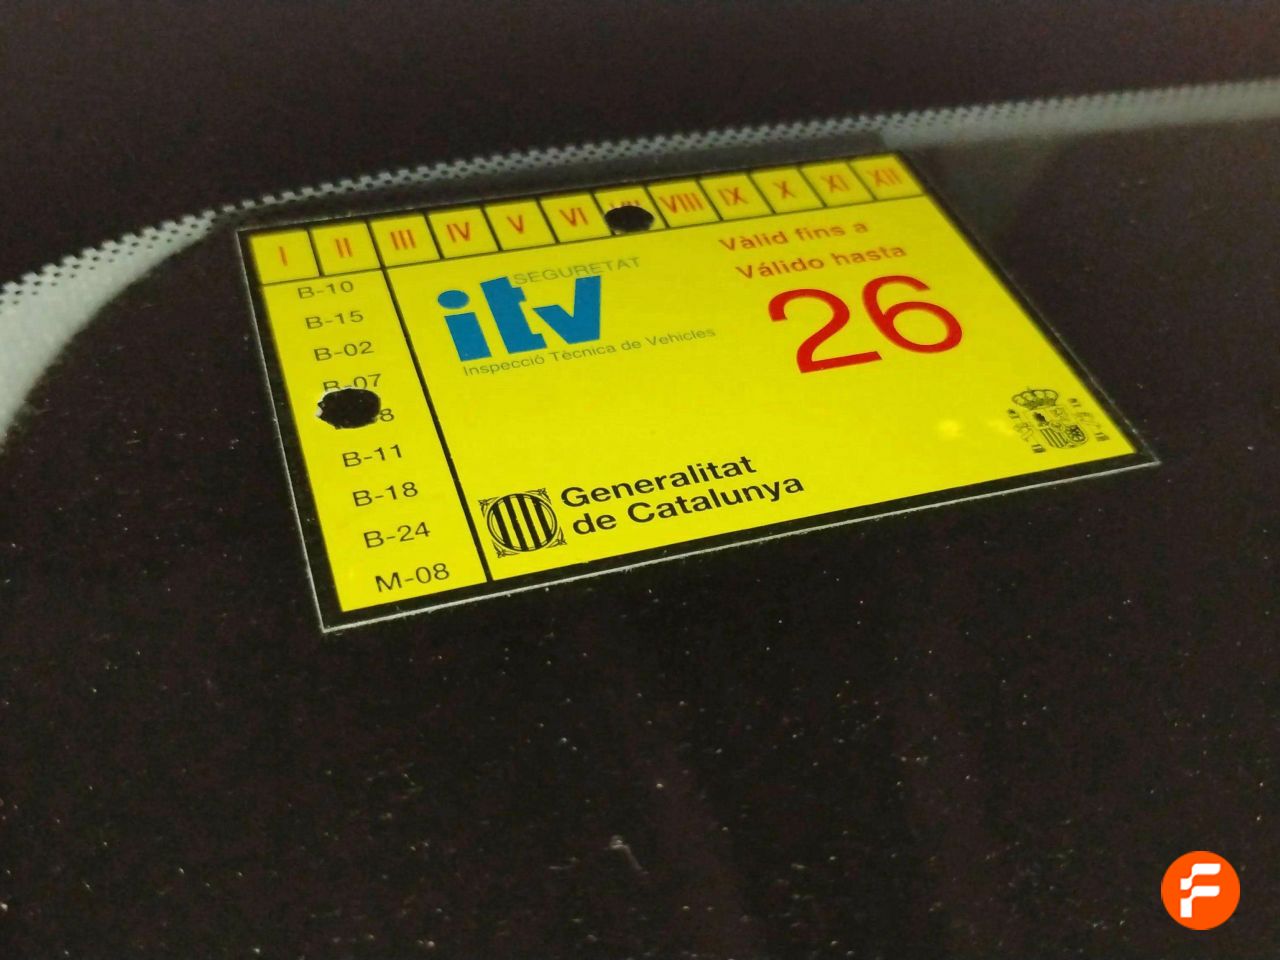 I II III IV V VI VIII IX X XI XII
B-10
B-15
B-02
B-07
B-11
B-18
B-24
M-08
SEGURETAT
itv
Inspecció Tècnica de Vehicles
Vàlid fins a
Válido hasta
26
Generalitat
de Catalunya